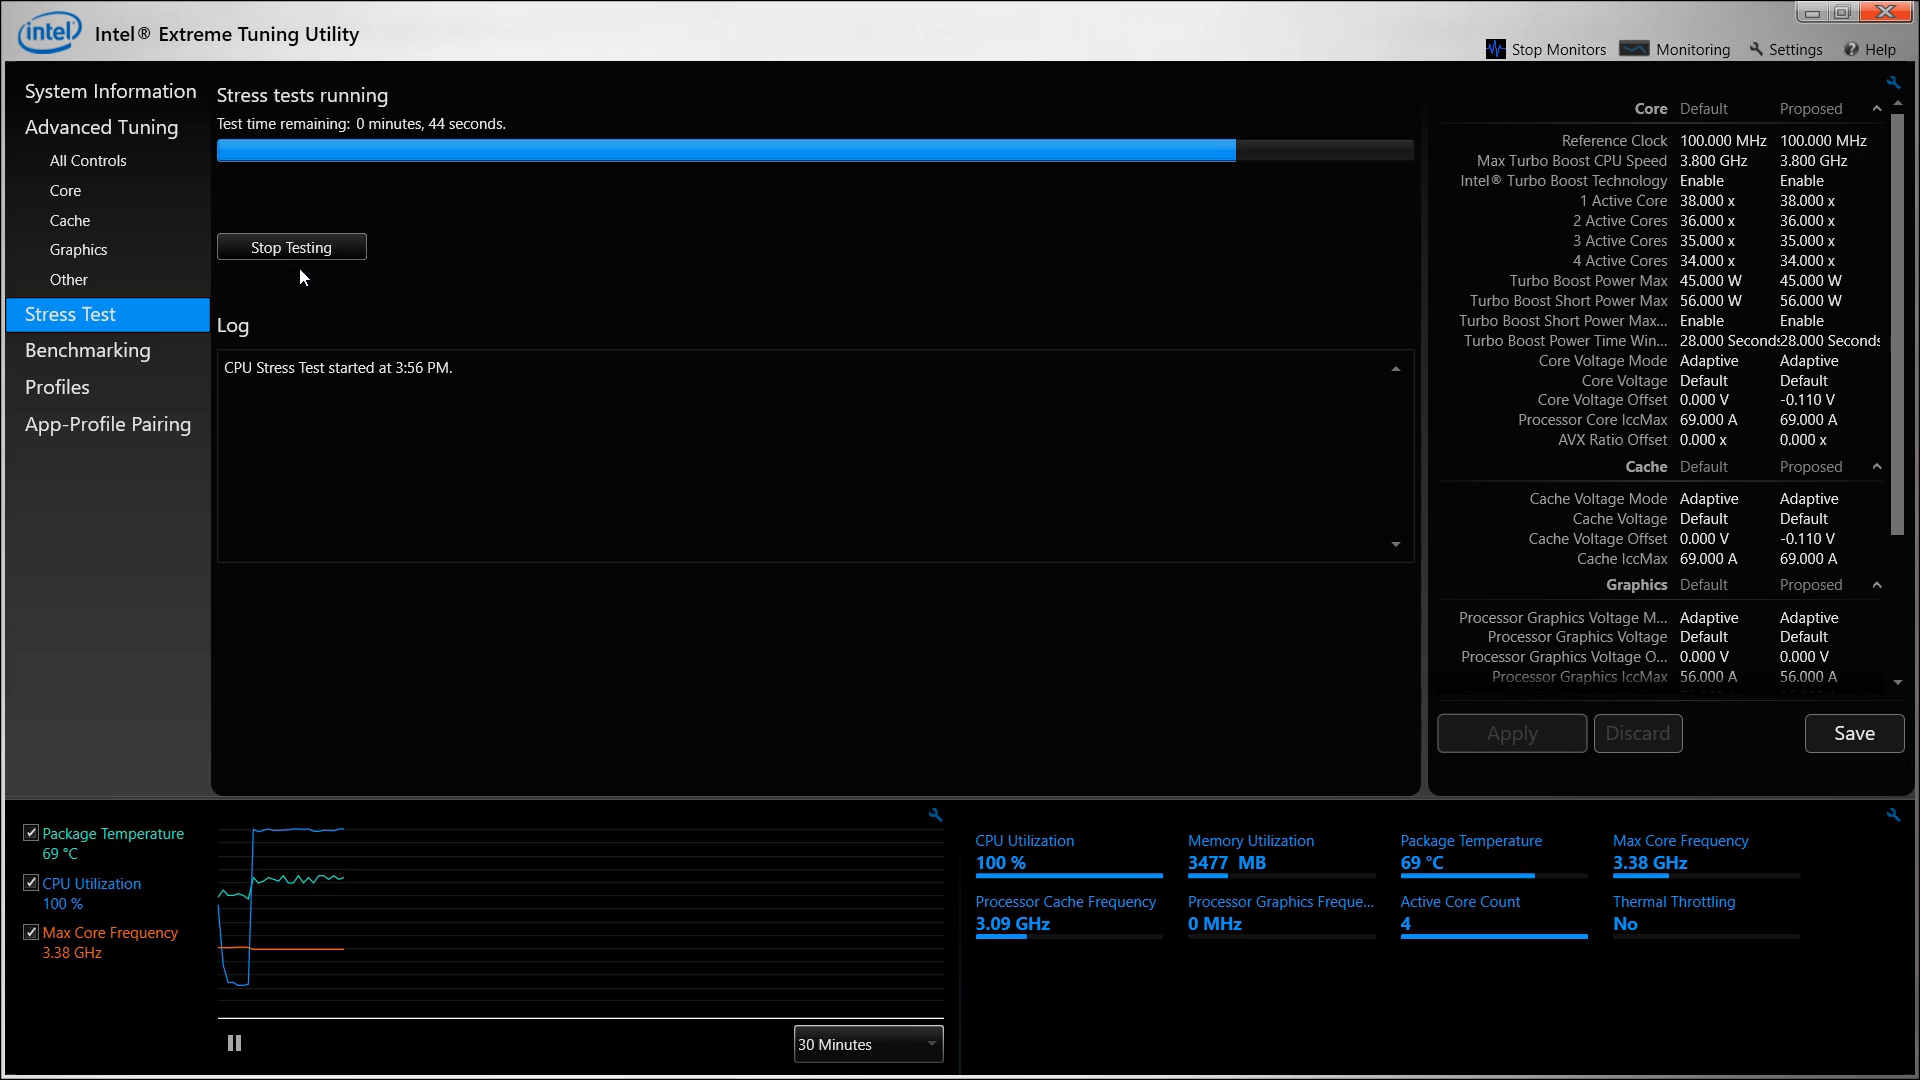 intel
Intel® Extreme Tuning Utility
Stop Monitors
Monitoring
Settings
Help
System Information
Advanced Tuning
All Controls
Core
Cache
Graphics
Other
Stress Test
Benchmarking
Profiles
App-Profile Pairing
Stress tests running
Test time remaining: 0 minutes, 44 seconds.
Stop Testing
Log
CPU Stress Test started at 3:56 PM.
Core Default Proposed
Reference Clock 100.000 MHz 100.000 MHz
Max Turbo Boost CPU Speed 3.800 GHz 3.800 GHz
Intel® Turbo Boost Technology Enable Enable
1 Active Core 38.000 x 38.000 x
2 Active Cores 36.000 x 36.000 x
3 Active Cores 35.000 x 35.000 x
4 Active Cores 34.000 x 34.000 x
Turbo Boost Power Max 45.000 W 45.000 W
Turbo Boost Short Power Max 56.000 W 56.000 W
Turbo Boost Short Power Max... Enable Enable
Turbo Boost Power Time Win... 28.000 Seconds 28.000 Seconds
Core Voltage Mode Adaptive Adaptive
Core Voltage Default Default
Core Voltage Offset 0.000 V -0.110 V
Processor Core IccMax 69.000 A 69.000 A
AVX Ratio Offset 0.000 x 0.000 x
Cache Default Proposed
Cache Voltage Mode Adaptive Adaptive
Cache Voltage Default Default
Cache Voltage Offset 0.000 V -0.110 V
Cache IccMax 69.000 A 69.000 A
Graphics Default Proposed
Processor Graphics Voltage M... Adaptive Adaptive
Processor Graphics Voltage Default Default
Processor Graphics Voltage O... 0.000 V 0.000 V
Processor Graphics IccMax 56.000 A 56.000 A
Apply
Discard
Save
Package Temperature
69 °C
CPU Utilization
100 %
Max Core Frequency
3.38 GHz
30 Minutes
CPU Utilization
100 %
Memory Utilization
3477 MB
Package Temperature
69 °C
Max Core Frequency
3.38 GHz
Processor Cache Frequency
3.09 GHz
Processor Graphics Freque...
0 MHz
Active Core Count
4
Thermal Throttling
No